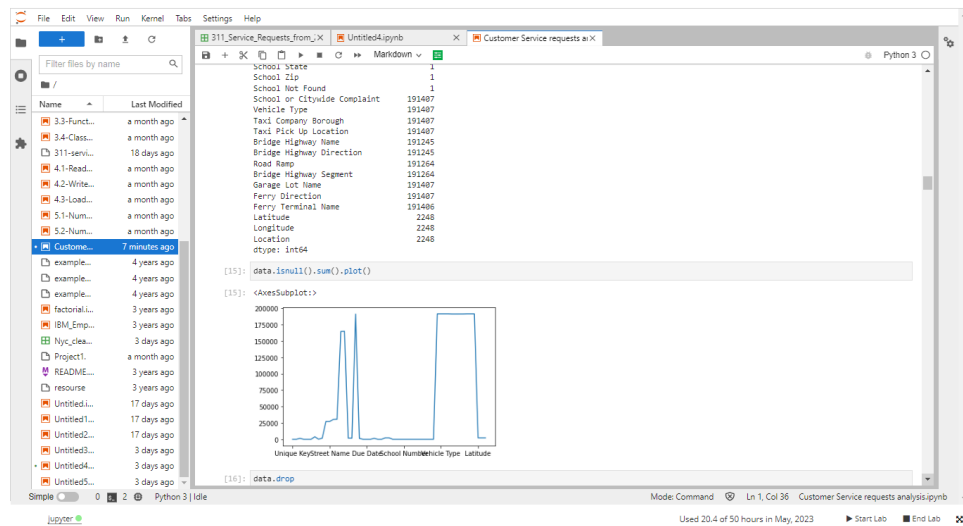 File Edit View Run Kernel Tabs Settings Help
Filter files by name
/
Name Last Modified
3.3-Funct... a month ago
3.4-Class... a month ago
311-servi... 18 days ago
4.1-Read... a month ago
4.2-Write... a month ago
4.3-Load... a month ago
5.1-Num... a month ago
5.2-Num... a month ago
Custome... 7 minutes ago
example... 4 years ago
example... 4 years ago
example... 4 years ago
factorial.i... 3 years ago
IBM_Emp... 3 years ago
Nyc_clea... 3 days ago
Project1. a month ago
README.... 3 years ago
resourse 3 years ago
Untitled.i... 17 days ago
Untitled1... 17 days ago
Untitled2... 17 days ago
Untitled3... 3 days ago
Untitled4... 3 days ago
Untitled5... 3 days ago
311_Service_Requests_from_ Untitled4.ipynb Customer Service requests
Markdown Python 3
School State 1
School Zip 1
School Not Found 1
School or Citywide Complaint 191407
Vehicle Type 191407
Taxi Company Borough 191407
Taxi Pick Up Location 191407
Bridge Highway Name 191245
Bridge Highway Direction 191245
Road Ramp 191264
Bridge Highway Segment 191264
Garage Lot Name 191407
Ferry Direction 191407
Ferry Terminal Name 191406
Latitude 2248
Longitude 2248
Location 2248
dtype: int64
[15]: data.isnull().sum().plot()
[15]: <AxesSubplot:>
200000
175000
150000
125000
100000
75000
50000
25000
0
Unique Key Street Name Due Date School Number Vehicle Type Latitude
[16]: data.drop
Simple 0 2 Python 3 | Idle Mode: Command Ln 1, Col 36 Customer Service requests analysis.ipynb
jupyter Used 20.4 of 50 hours in May, 2023 Start Lab End Lab